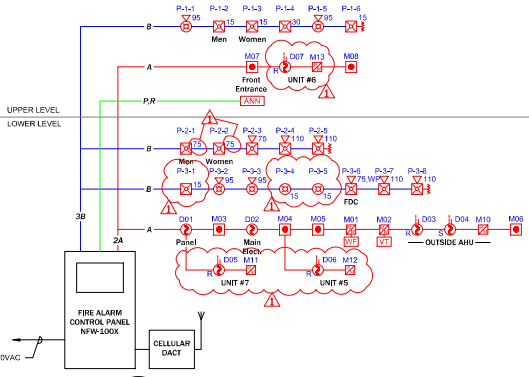 P-1-1 P-1-2 P-1-3 P-1-4 P-1-5 P-1-6
B 95 15 15 30 95 15
Men Women
M07 D07 M13 M08
A R
Front Entrance UNIT #6 1
P,R ANN
UPPER LEVEL
LOWER LEVEL
1
P-2-1 P-2-2 P-2-3 P-2-4 P-2-5
B 75 75 75 110 110
Men Women
P-3-1 P-3-2 P-3-3 P-3-4 P-3-5 P-3-6 P-3-7 P-3-8
B 15 95 95 15 15 75 WP 110 110
1 FDC
3B
D01 M03 D02 M04 M05 M01 M02 D03 D04 M10 M06
2A A R S
Panel Main Elect. WF VT OUTSIDE AHU
D05 M11 D06 M12
R R
UNIT #7 UNIT #5
1
FIRE ALARM
CONTROL PANEL
NFW-100X
CELLULAR
DACT
0VAC